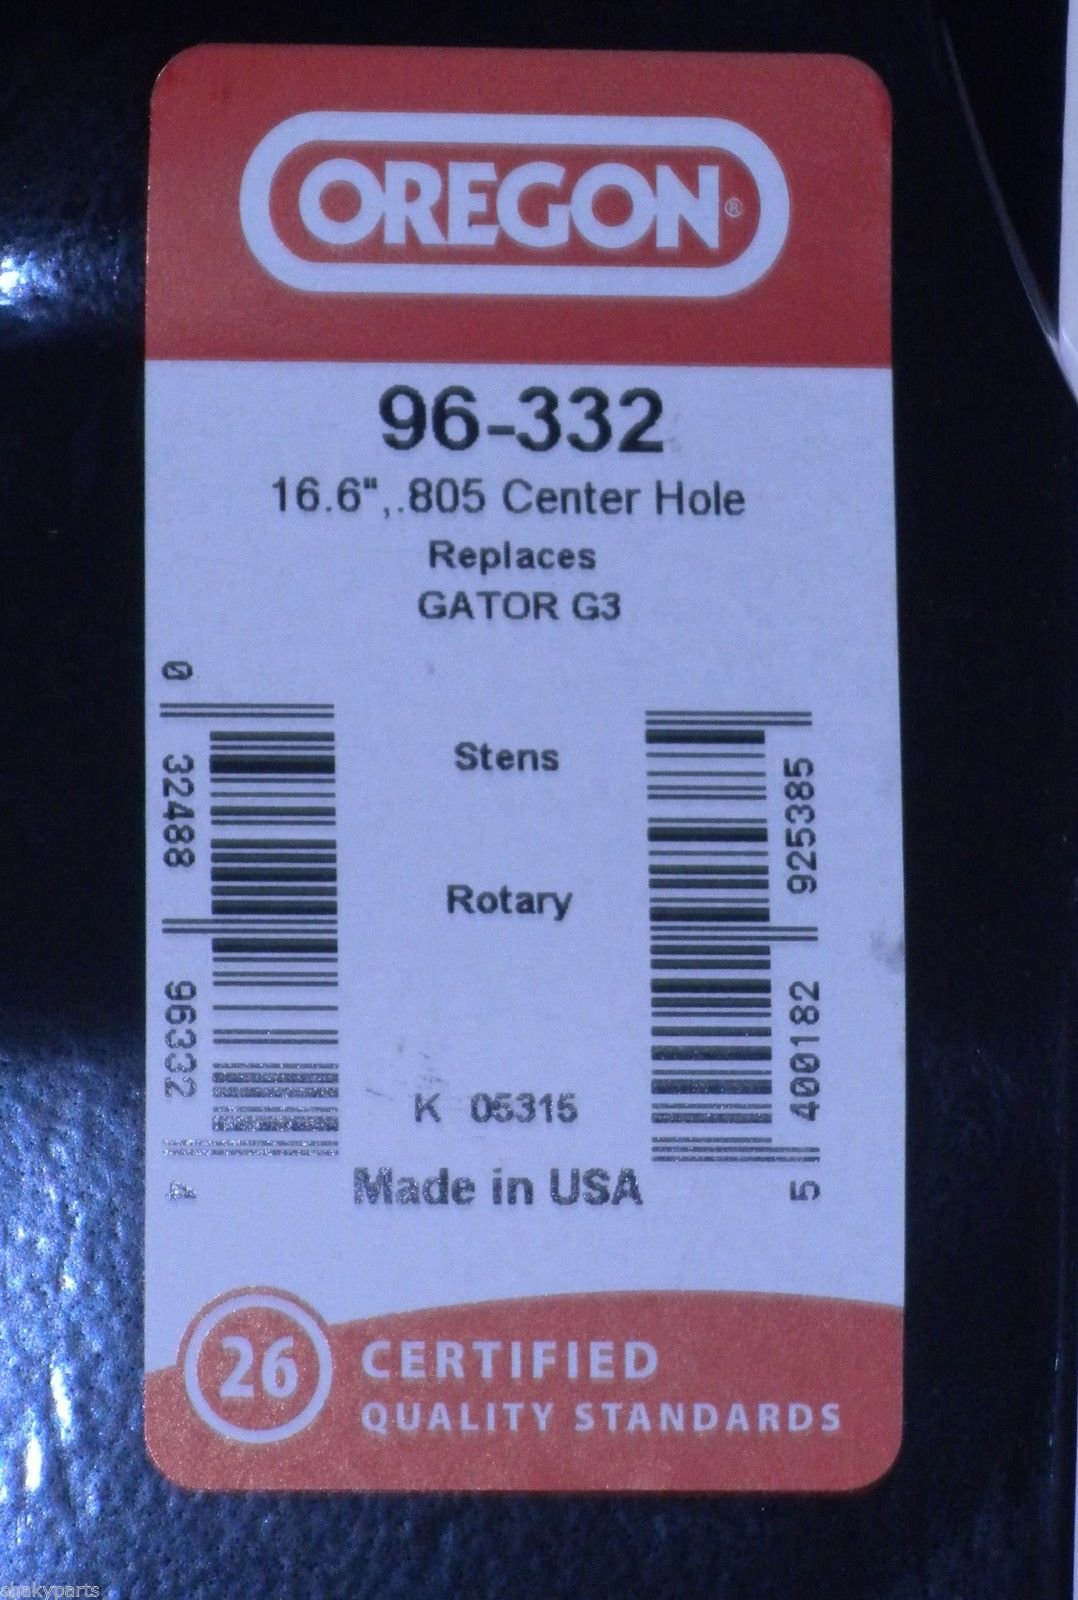 OREGON®
96-332
16.6",.805 Center Hole
Replaces
GATOR G3
Stens
Rotary
K 05315
Made in USA
0 32488 96332 4
5 400182 925385
26 CERTIFIED
QUALITY STANDARDS
shakyparts